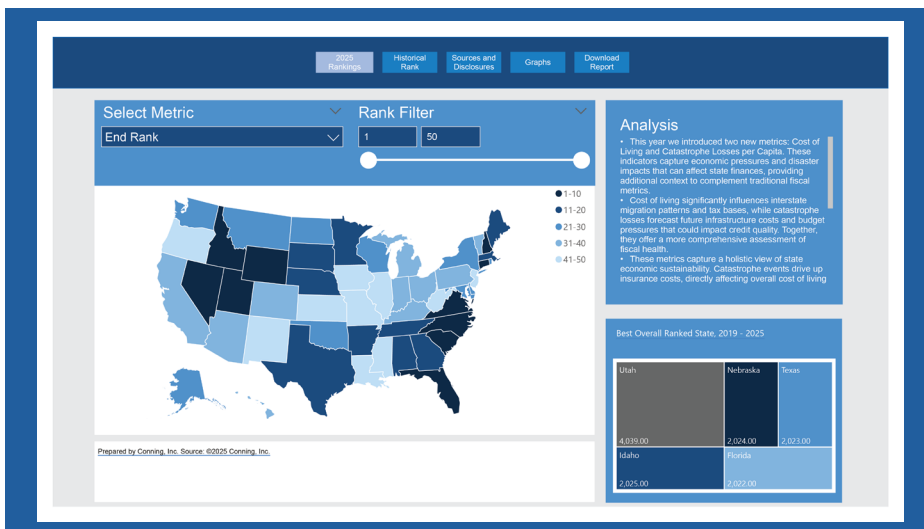 2025
Rankings
Historical
Rank
Sources and
Disclosures
Graphs
Download
Report
Select Metric
End Rank
Rank Filter
1
50
1-10
11-20
21-30
31-40
41-50
Prepared by Conning, Inc. Source: ©2025 Conning, Inc.
Analysis
• This year we introduced two new metrics: Cost of
Living and Catastrophe Losses per Capita. These
indicators capture economic pressures and disaster
impacts that can affect state finances, providing
additional context to complement traditional fiscal
metrics.
• Cost of living significantly influences interstate
migration patterns and tax bases, while catastrophe
losses forecast future infrastructure costs and budget
pressures that could impact credit quality. Together,
they offer a more comprehensive assessment of
fiscal health.
• These metrics capture a holistic view of state
economic sustainability. Catastrophe events drive up
insurance costs, directly affecting overall cost of living
Best Overall Ranked State, 2019 - 2025
Utah
4,039.00
Nebraska
2,024.00
Texas
2,023.00
Idaho
2,025.00
Florida
2,022.00